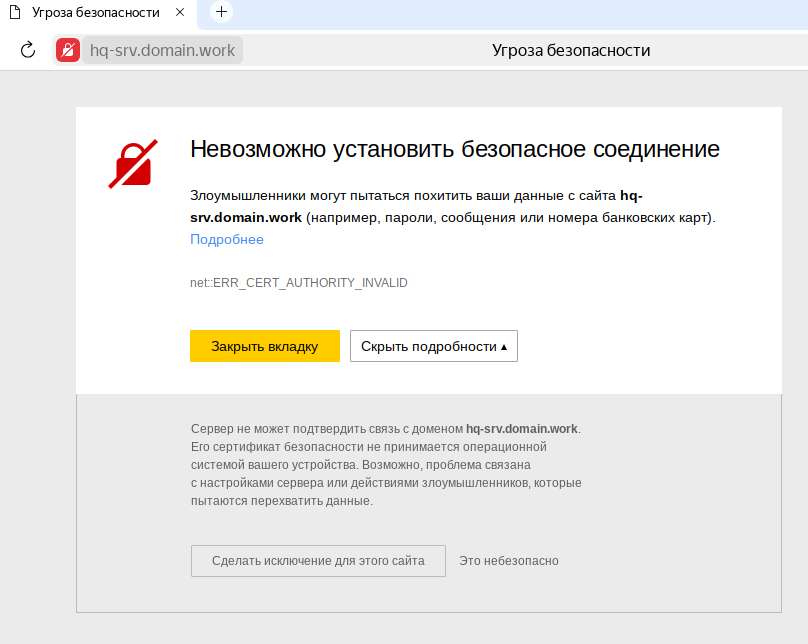 Угроза безопасности
hq-srv.domain.work Угроза безопасности
Невозможно установить безопасное соединение
Злоумышленники могут пытаться похитить ваши данные с сайта hq-
srv.domain.work (например, пароли, сообщения или номера банковских карт).
Подробнее
net::ERR_CERT_AUTHORITY_INVALID
Закрыть вкладку Скрыть подробности ▴
Сервер не может подтвердить связь с доменом hq-srv.domain.work.
Его сертификат безопасности не принимается операционной
системой вашего устройства. Возможно, проблема связана
с настройками сервера или действиями злоумышленников, которые
пытаются перехватить данные.
Сделать исключение для этого сайта Это небезопасно